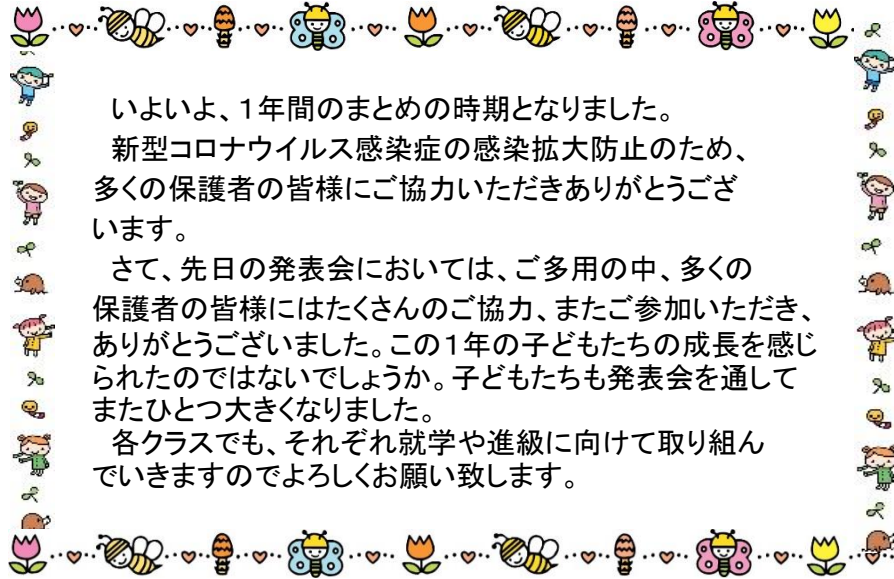 いよいよ、１年間のまとめの時期となりました。
新型コロナウイルス感染症の感染拡大防止のため、
多くの保護者の皆様にご協力いただきありがとうござ
います。
さて、先日の発表会においては、ご多用の中、多くの
保護者の皆様にはたくさんのご協力、またご参加いただき、
ありがとうございました。この１年の子どもたちの成長を感じ
られたのではないでしょうか。子どもたちも発表会を通して
またひとつ大きくなりました。
各クラスでも、それぞれ就学や進級に向けて取り組ん
でいきますのでよろしくお願い致します。